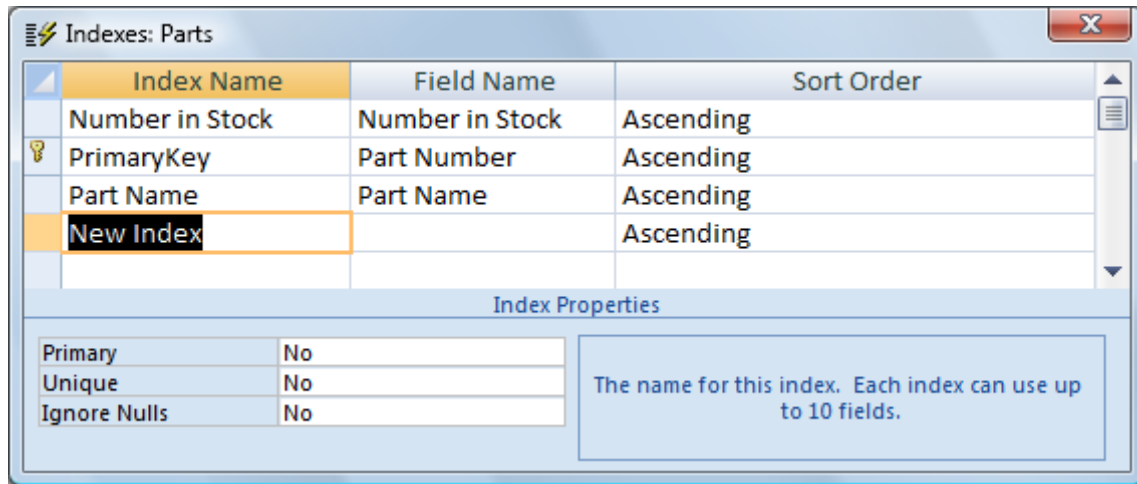 Indexes: Parts
Index Name Field Name Sort Order
Number in Stock Number in Stock Ascending
PrimaryKey Part Number Ascending
Part Name Part Name Ascending
New Index Ascending
Index Properties
Primary No
Unique No
Ignore Nulls No
The name for this index. Each index can use up
to 10 fields.